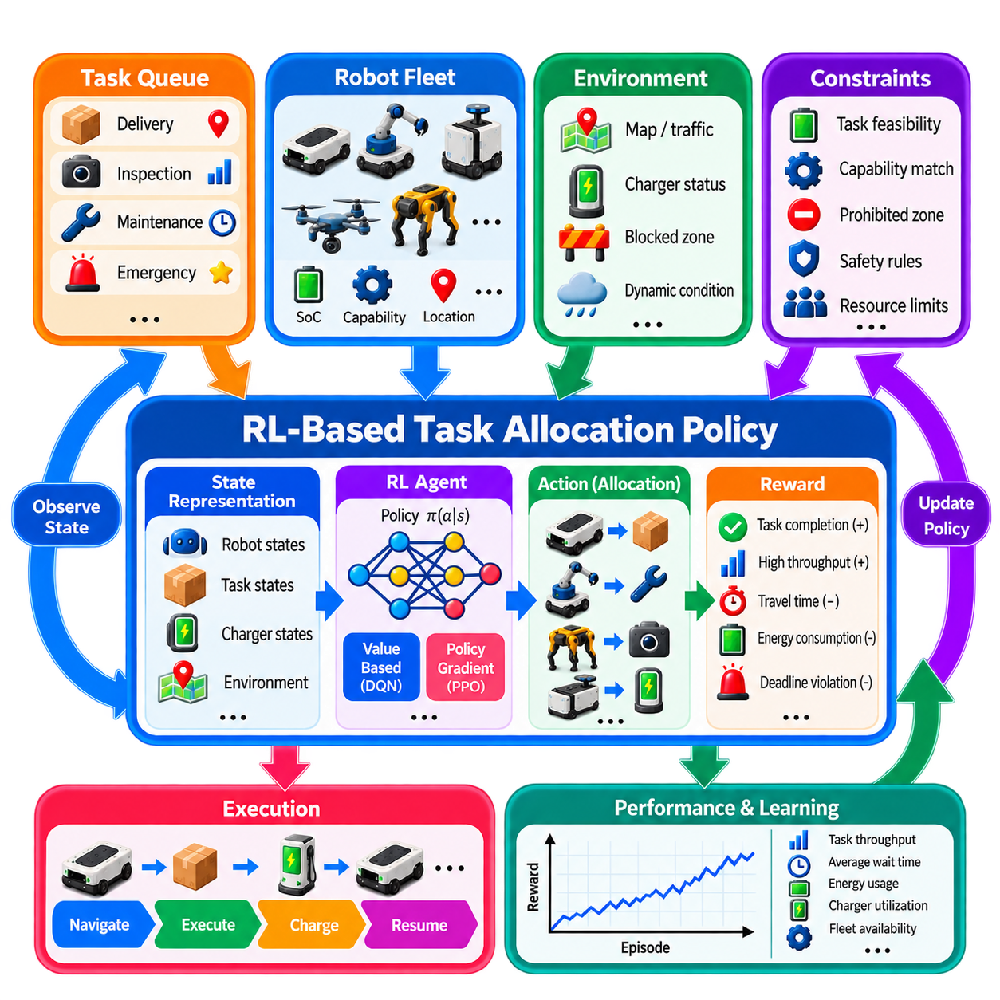 Task Queue
Delivery
Inspection
Maintenance
Emergency
...
Robot Fleet
...
SoC
Capability
Location
...
Environment
Map / traffic
Charger status
Blocked zone
Dynamic condition
...
Constraints
Task feasibility
Capability match
Prohibited zone
Safety rules
Resource limits
...
Observe
State
Update
Policy
RL-Based Task Allocation Policy
State
Representation
Robot states
Task states
Charger states
Environment
...
RL Agent
Policy π(a|s)
Value
Based
(DQN)
Policy
Gradient
(PPO)
...
Action (Allocation)
...
Reward
Task completion (+)
High throughput (+)
Travel time (−)
Energy consumption (-)
Deadline violation (-)
...
Execution
...
Navigate
Execute
Charge
Resume
Performance & Learning
Reward
Episode
Task throughput
Average wait time
Energy usage
Charger utilization
Fleet availability
...